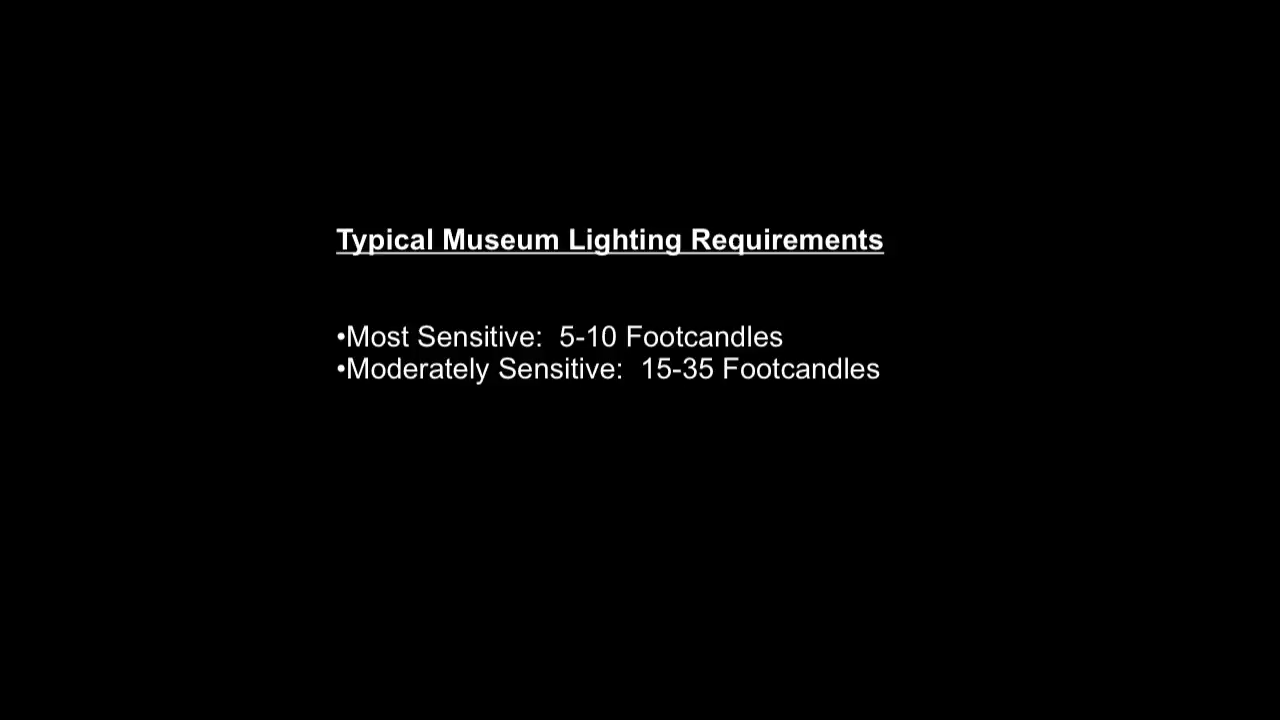 Typical Museum Lighting Requirements
•Most Sensitive:  5-10 Footcandles
•Moderately Sensitive:  15-35 Footcandles